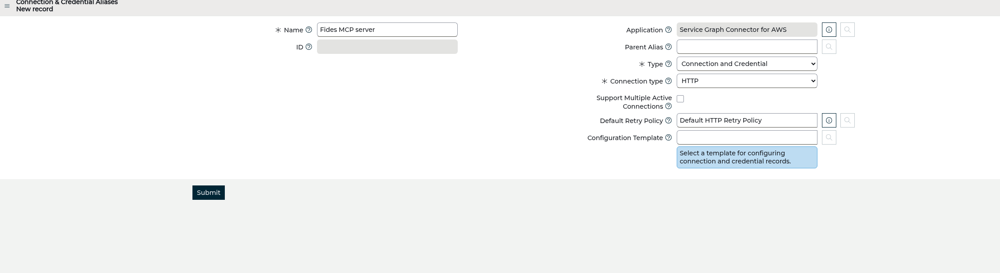 Connection & Credential Aliases
New record
Name
Fides MCP server
ID
Application
Service Graph Connector for AWS
Parent Alias
Type
Connection and Credential
Connection type
HTTP
Support Multiple Active
Connections
Default Retry Policy
Default HTTP Retry Policy
Configuration Template
Select a template for configuring
connection and credential records.
Submit